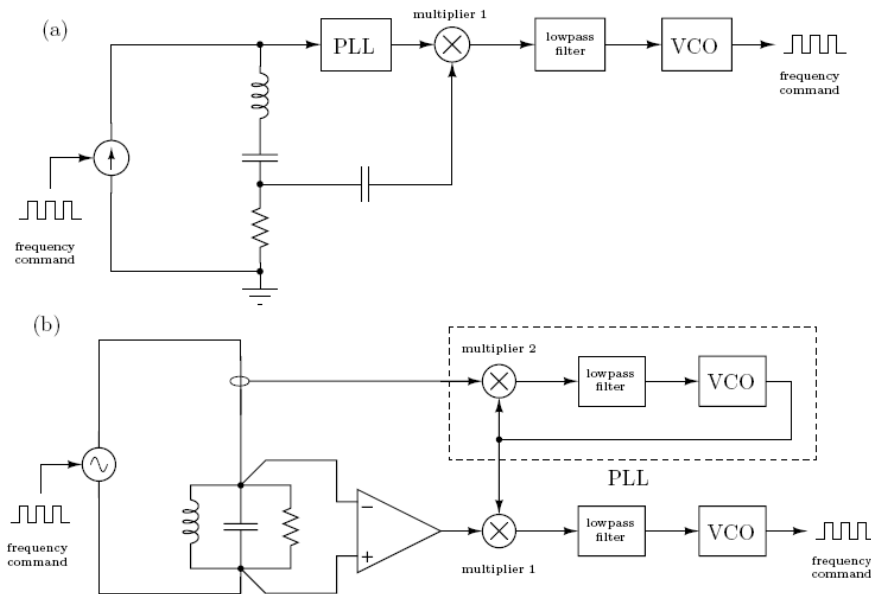 (a)
multiplier 1
PLL
lowpass
filter
VCO
frequency
command
frequency
command
(b)
multiplier 2
lowpass
filter
VCO
PLL
frequency
command
−
+
multiplier 1
lowpass
filter
VCO
frequency
command